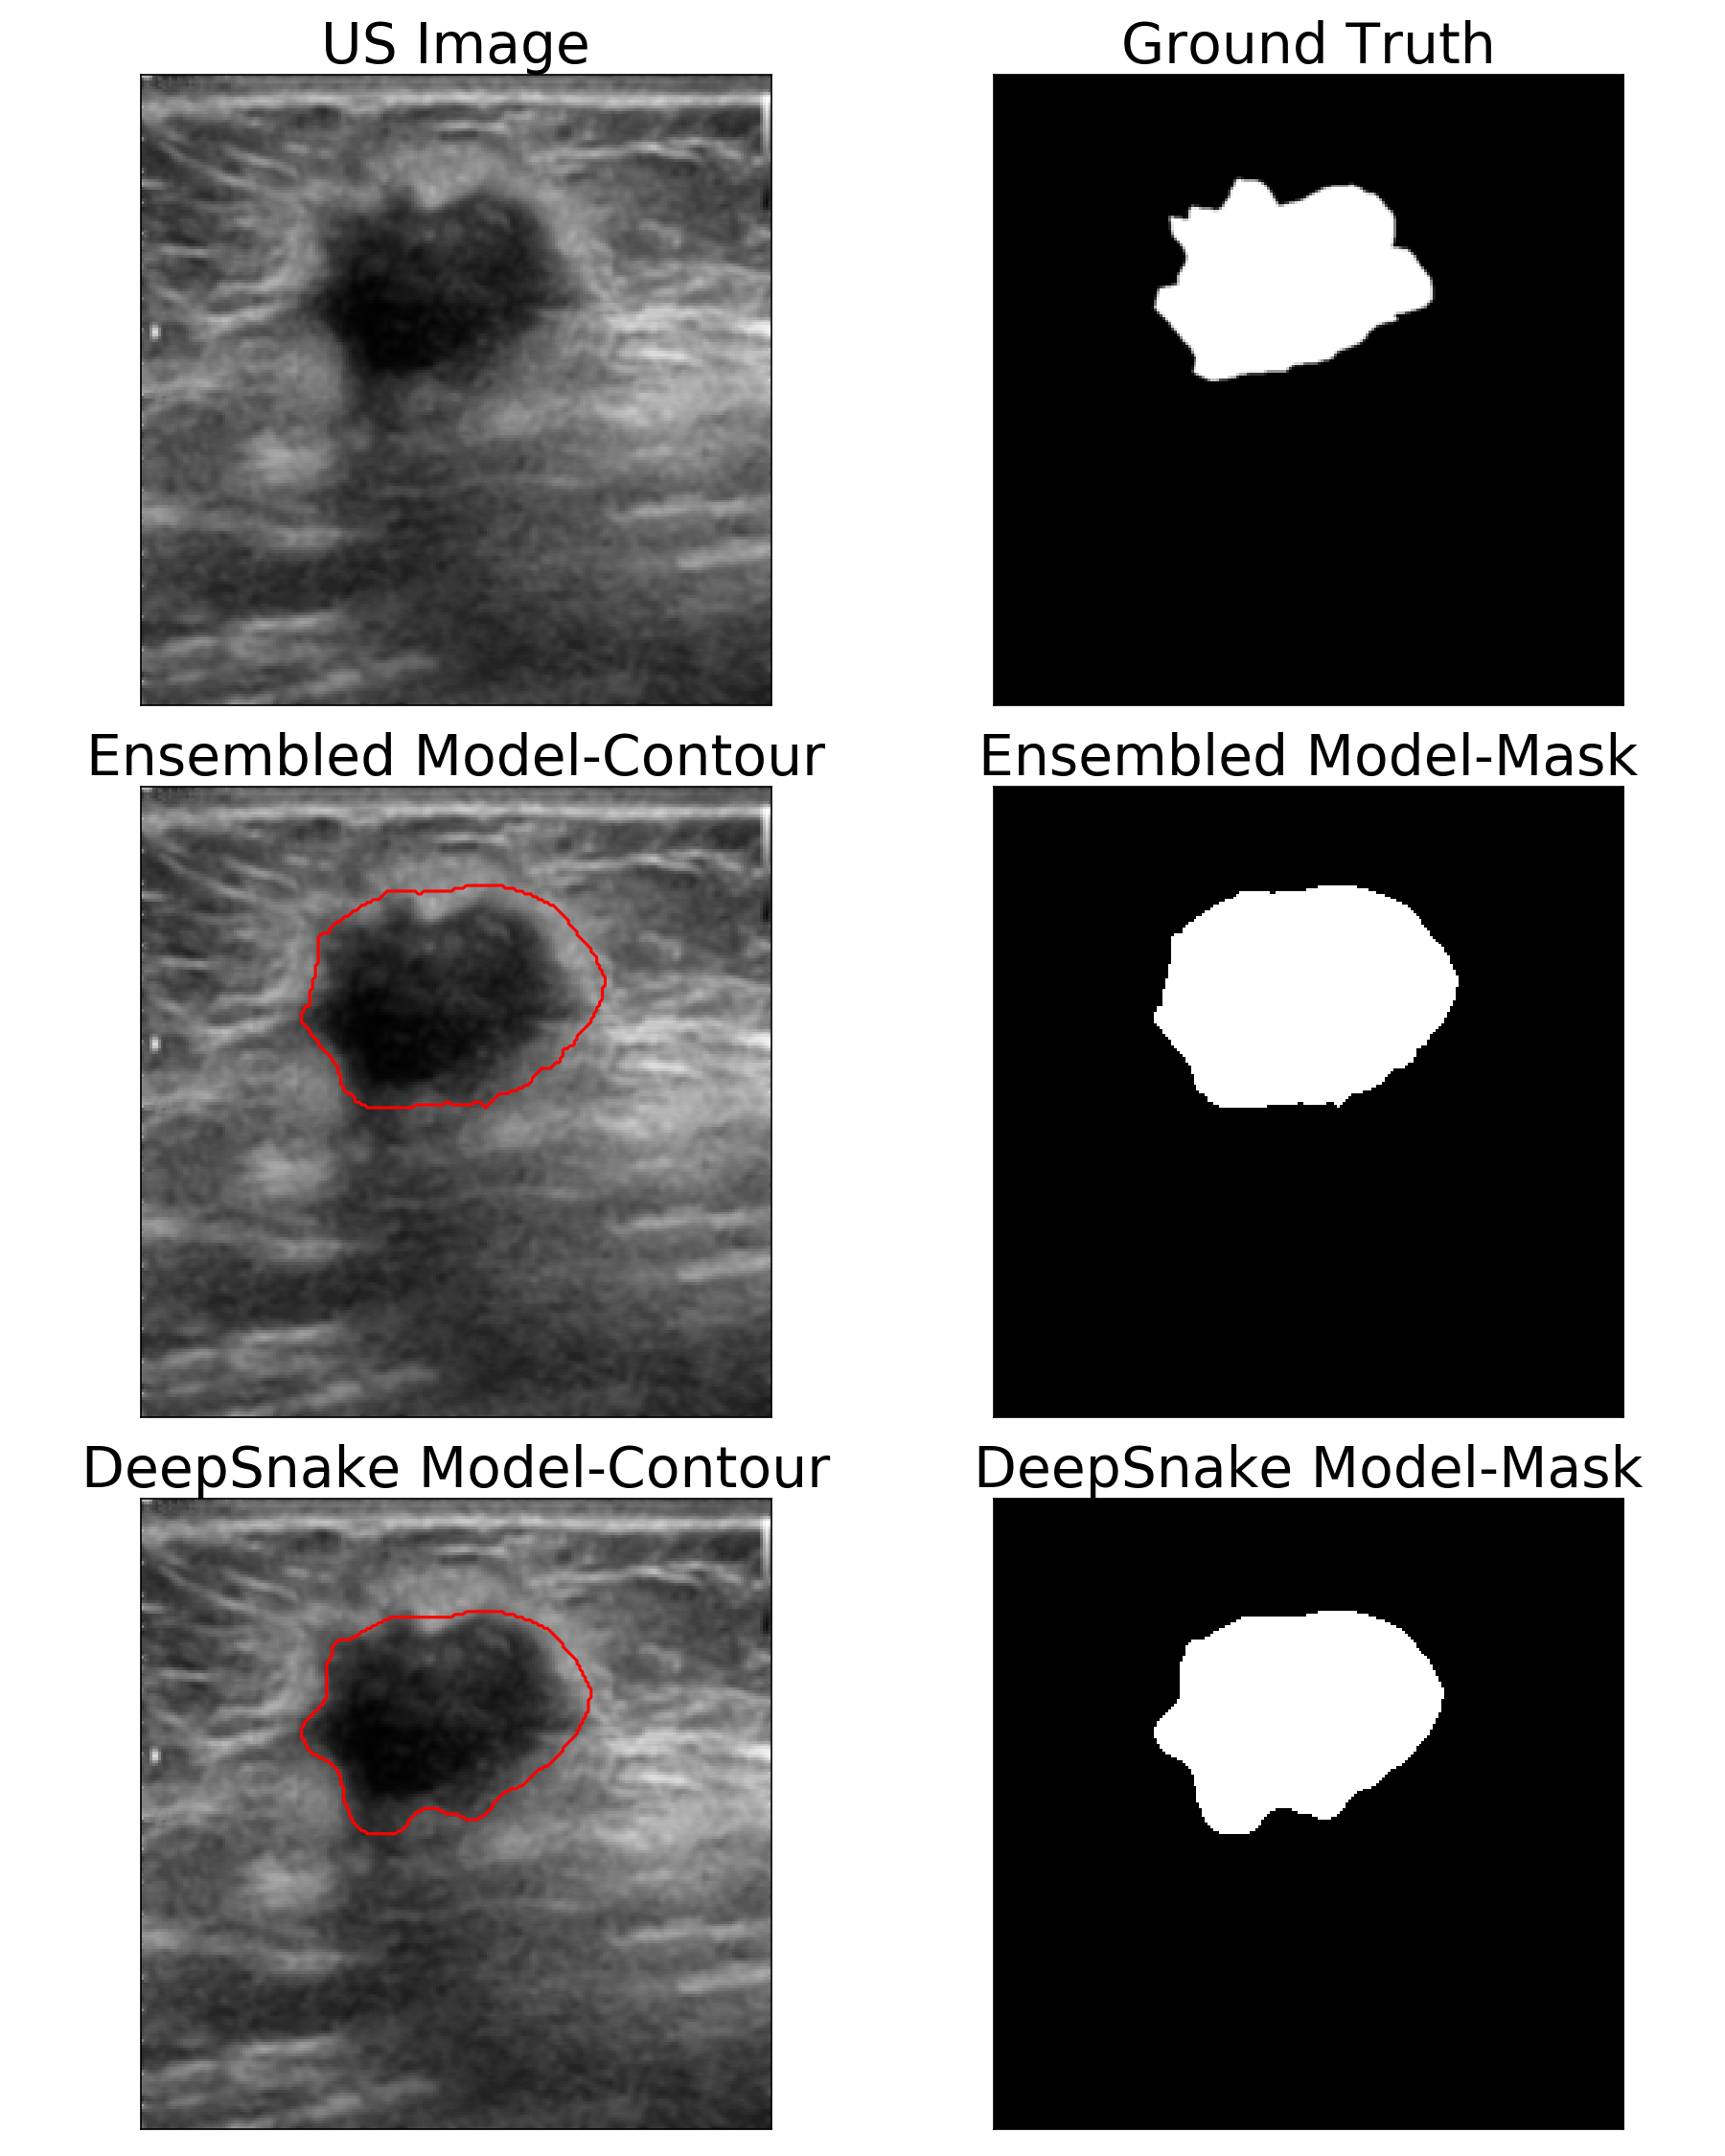 US Image
Ground Truth
Ensembled Model-Contour
Ensembled Model-Mask
DeepSnake Model-Contour
DeepSnake Model-Mask